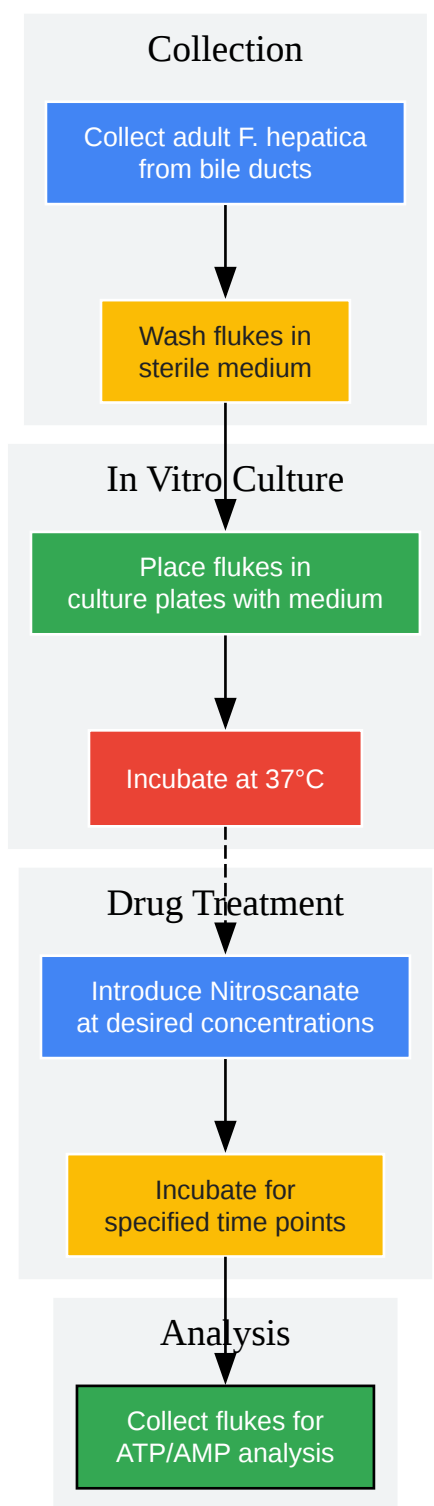 Collection
Collect adult F. hepatica
from bile ducts
Wash flukes in
sterile medium
In Vitro Culture
Place flukes in
culture plates with medium
Incubate at 37°C
Drug Treatment
Introduce Nitroscanate
at desired concentrations
Incubate for
specified time points
Analysis
Collect flukes for
ATP/AMP analysis